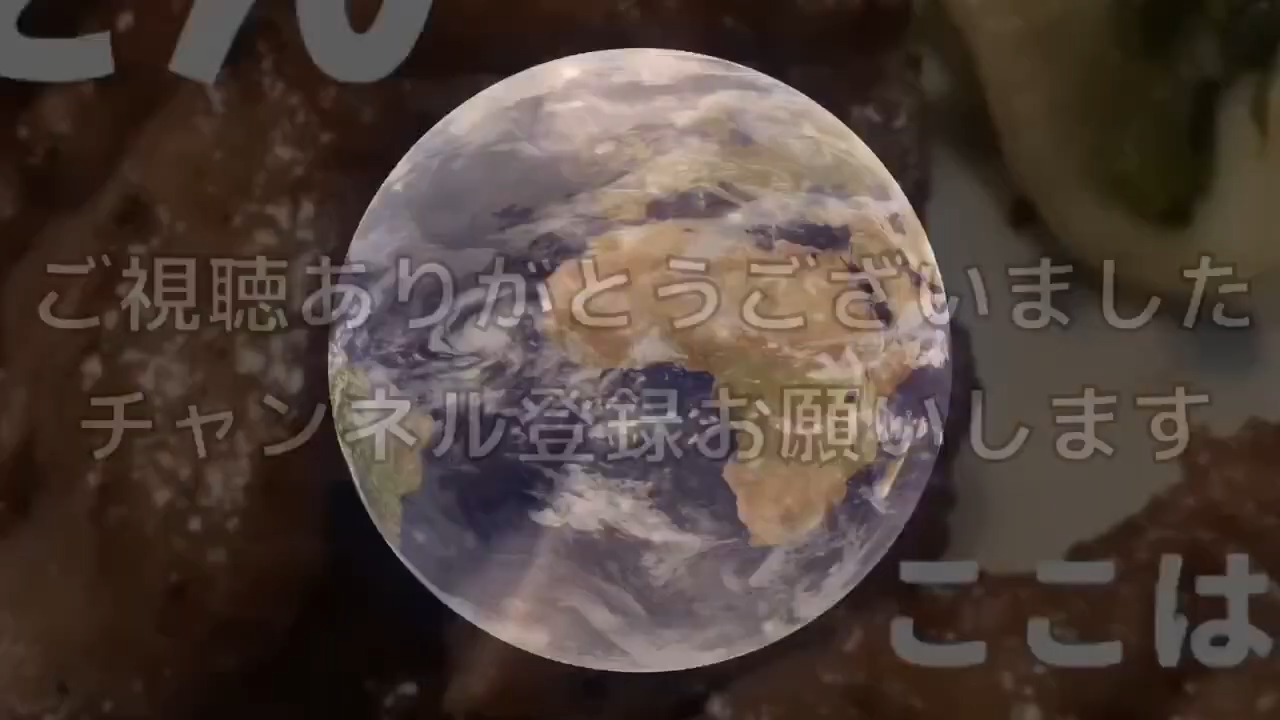 ご視聴ありがとうございました
チャンネル登録お願いします
ここは